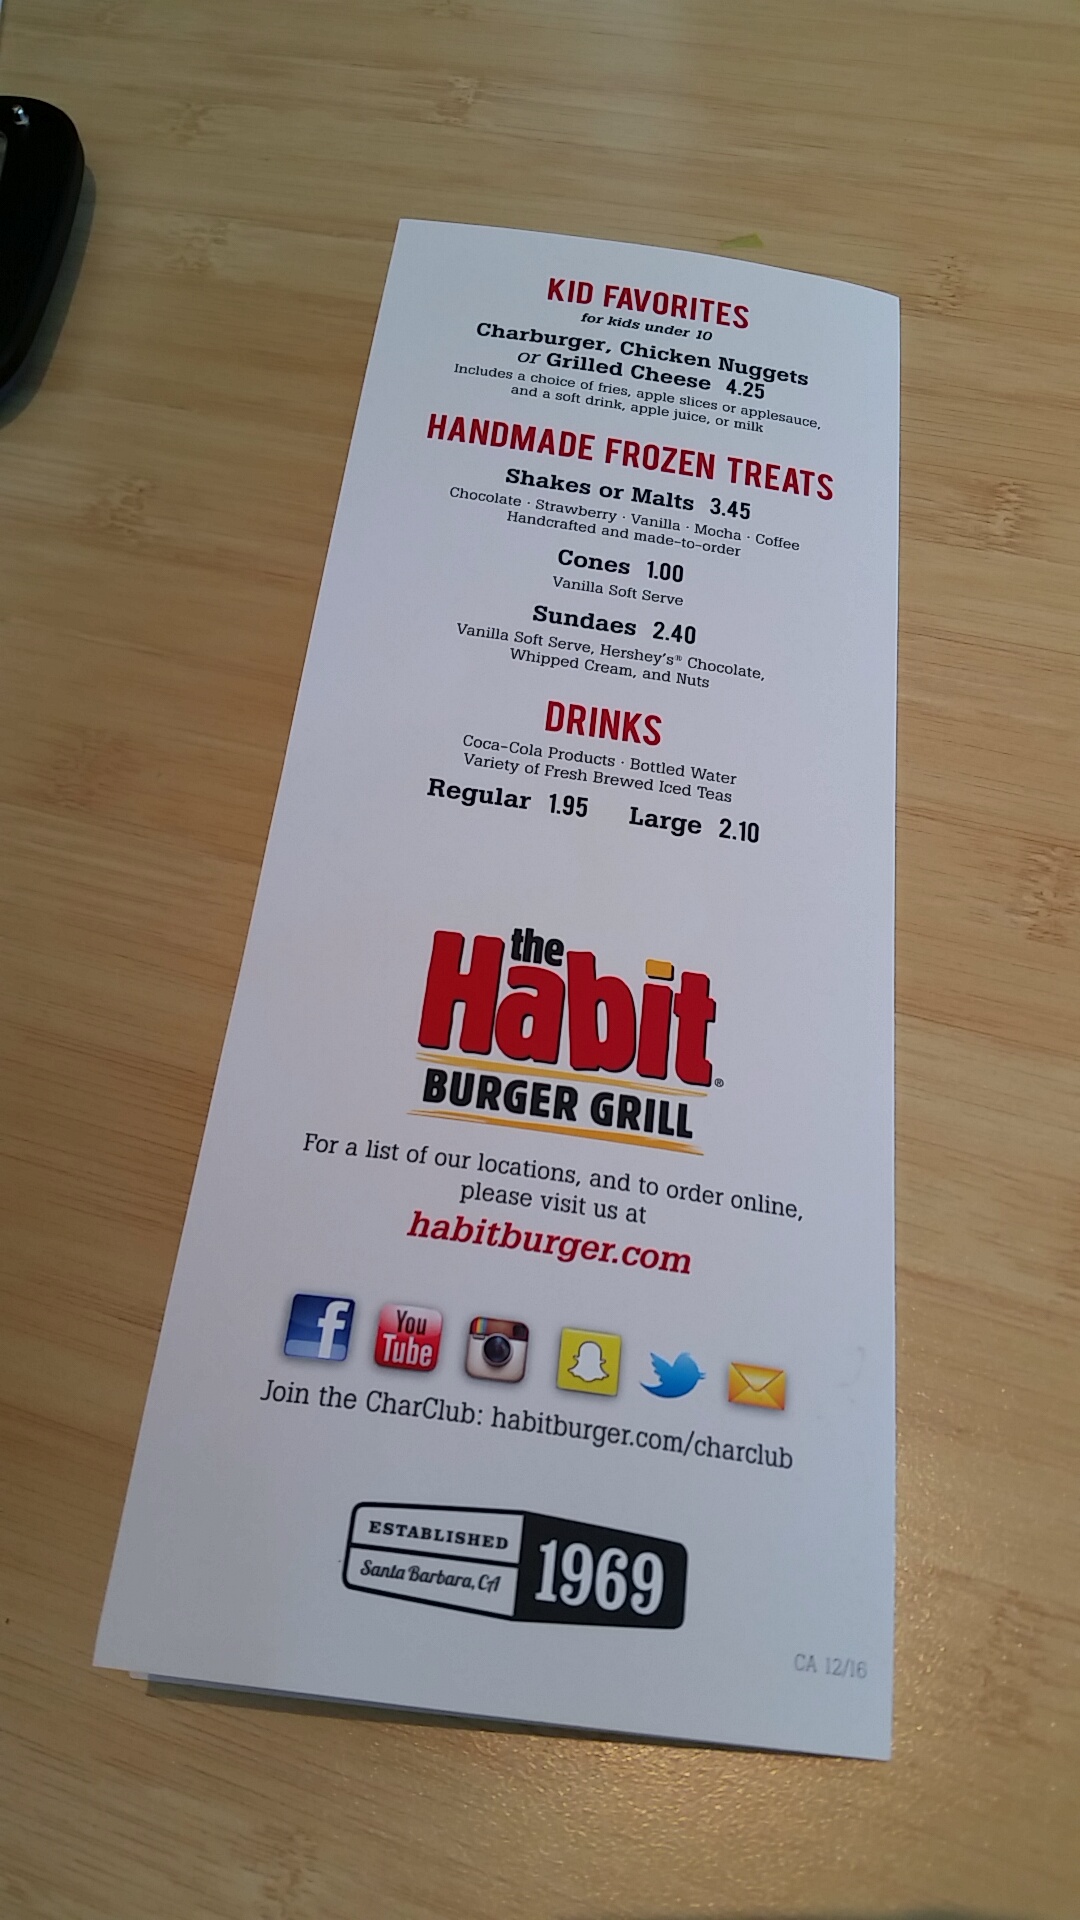 KID FAVORITES
for kids under 10
Charburger, Chicken Nuggets
or Grilled Cheese 4.25
Includes a choice of fries, apple slices or applesauce,
and a soft drink, apple juice, or milk
HANDMADE FROZEN TREATS
Shakes or Malts 3.45
Chocolate · Strawberry · Vanilla · Mocha · Coffee
Handcrafted and made-to-order
Cones 1.00
Vanilla Soft Serve
Sundaes 2.40
Vanilla Soft Serve, Hershey's® Chocolate,
Whipped Cream, and Nuts
DRINKS
Coca-Cola Products · Bottled Water
Variety of Fresh Brewed Iced Teas
Regular 1.95 Large 2.10
the
Habit®
BURGER GRILL
For a list of our locations, and to order online,
please visit us at
habitburger.com
f
You
Tube
Join the CharClub: habitburger.com/charclub
ESTABLISHED
Santa Barbara, CA
1969
CA 12/16